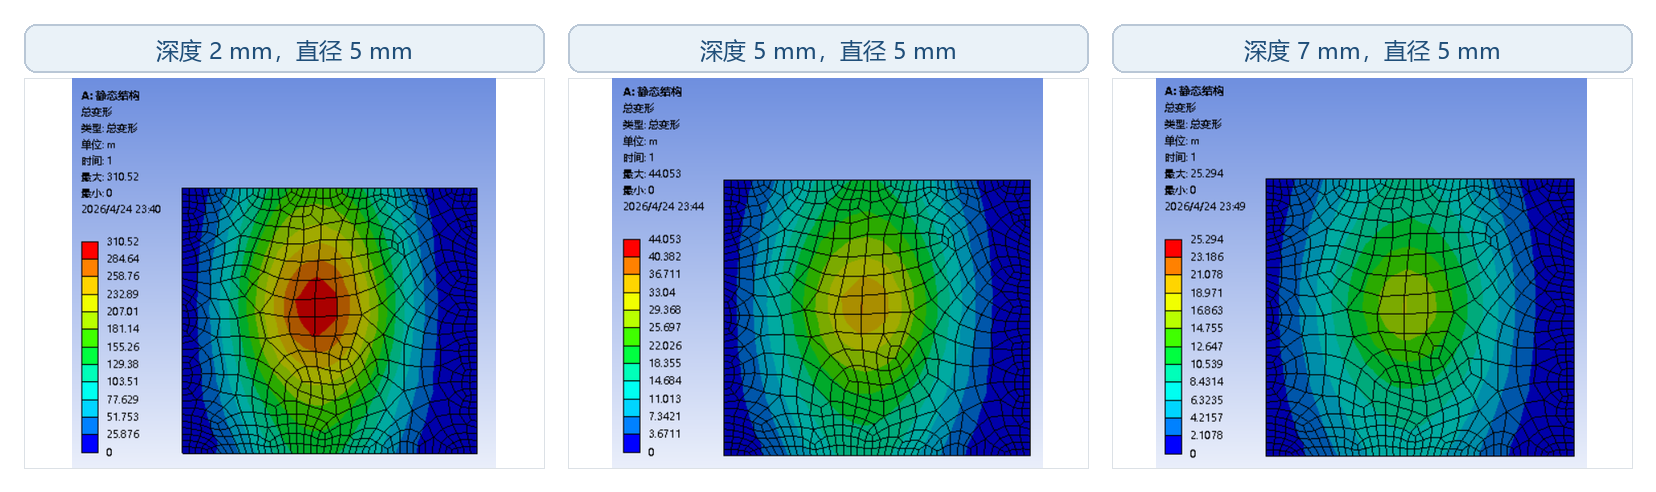 深度 2 mm，直径 5 mm
A: 静态结构
总变形
类型: 总变形
单位: m
时间: 1
最大: 310.52
最小: 0
2026/4/24 23:40
310.52
284.64
258.76
232.89
207.01
181.14
155.26
129.38
103.51
77.629
51.753
25.876
0
深度 5 mm，直径 5 mm
A: 静态结构
总变形
类型: 总变形
单位: m
时间: 1
最大: 44.053
最小: 0
2026/4/24 23:44
44.053
40.382
36.711
33.04
29.368
25.697
22.026
18.355
14.684
11.013
7.3421
3.6711
0
深度 7 mm，直径 5 mm
A: 静态结构
总变形
类型: 总变形
单位: m
时间: 1
最大: 25.294
最小: 0
2026/4/24 23:49
25.294
23.186
21.078
18.971
16.863
14.755
12.647
10.539
8.4314
6.3235
4.2157
2.1078
0